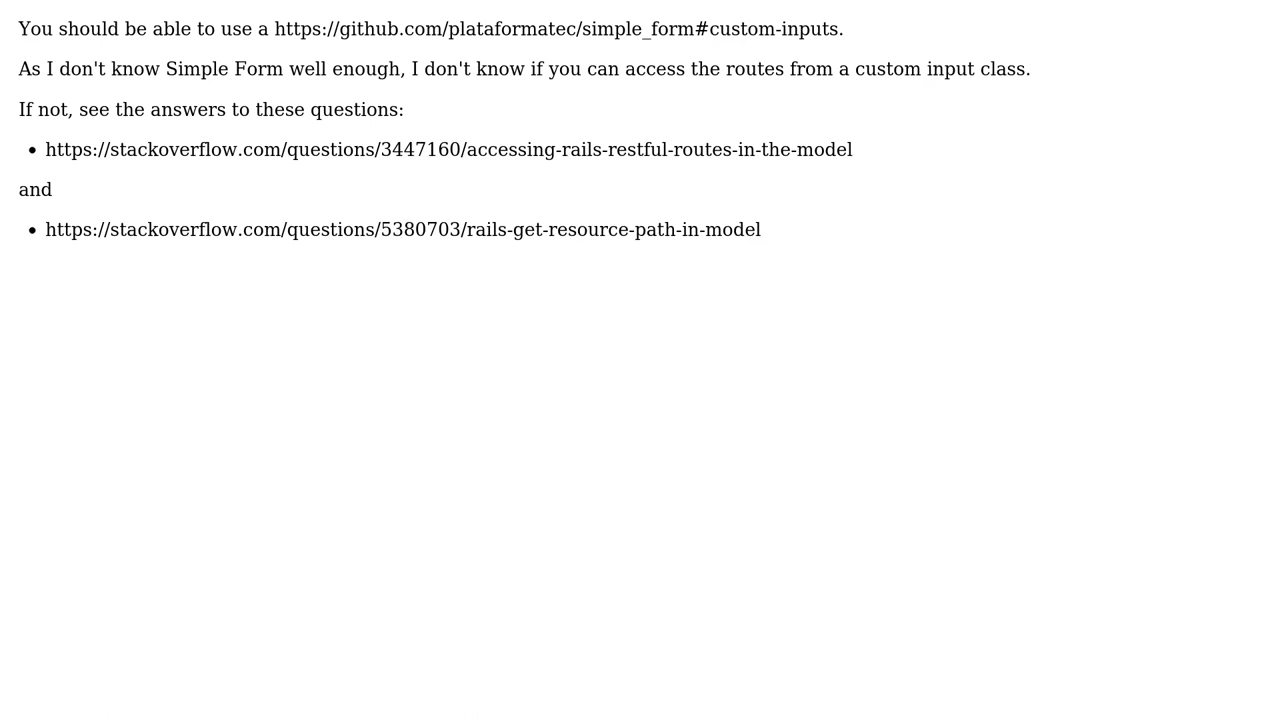 You should be able to use a https://github.com/plataformatec/simple_form#custom-inputs.
As I don't know Simple Form well enough, I don't know if you can access the routes from a custom input class.
If not, see the answers to these questions:
• https://stackoverflow.com/questions/3447160/accessing-rails-restful-routes-in-the-model
and
• https://stackoverflow.com/questions/5380703/rails-get-resource-path-in-model